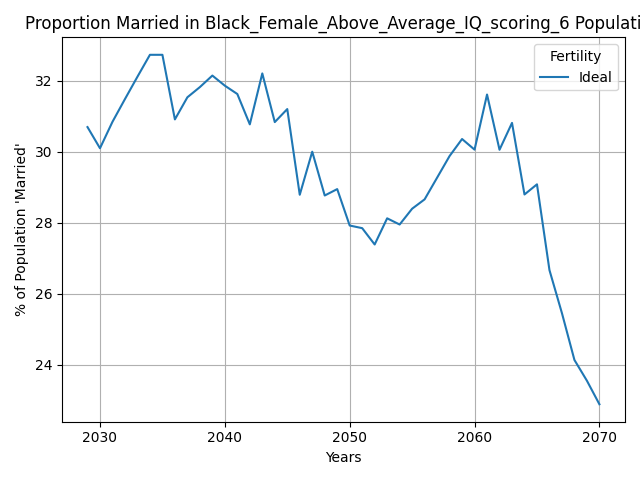 Proportion Married in Black_Female_Above_Average_IQ_scoring_6 Populati
Fertility
Ideal
% of Population 'Married'
32
30
28
26
24
2030 2040 2050 2060 2070
Years